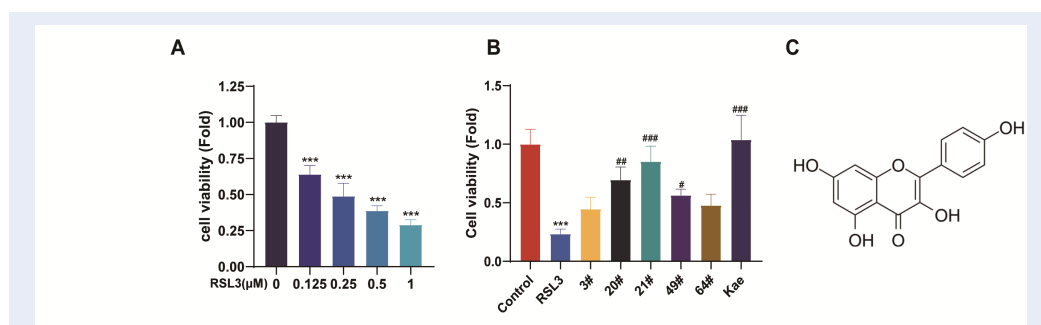 A
B
C
cell viability (Fold)
1.25
1.00
0.75
0.50
0.25
0.00
***
***
***
***
RSL3(μM) 0 0.125 0.25 0.5 1
Cell viability (Fold)
1.5
1.0
0.5
0.0
***
##
###
#
###
Control
RSL3
3#
20#
21#
49#
64#
Kae
OH
HO
O
OH
OH
O